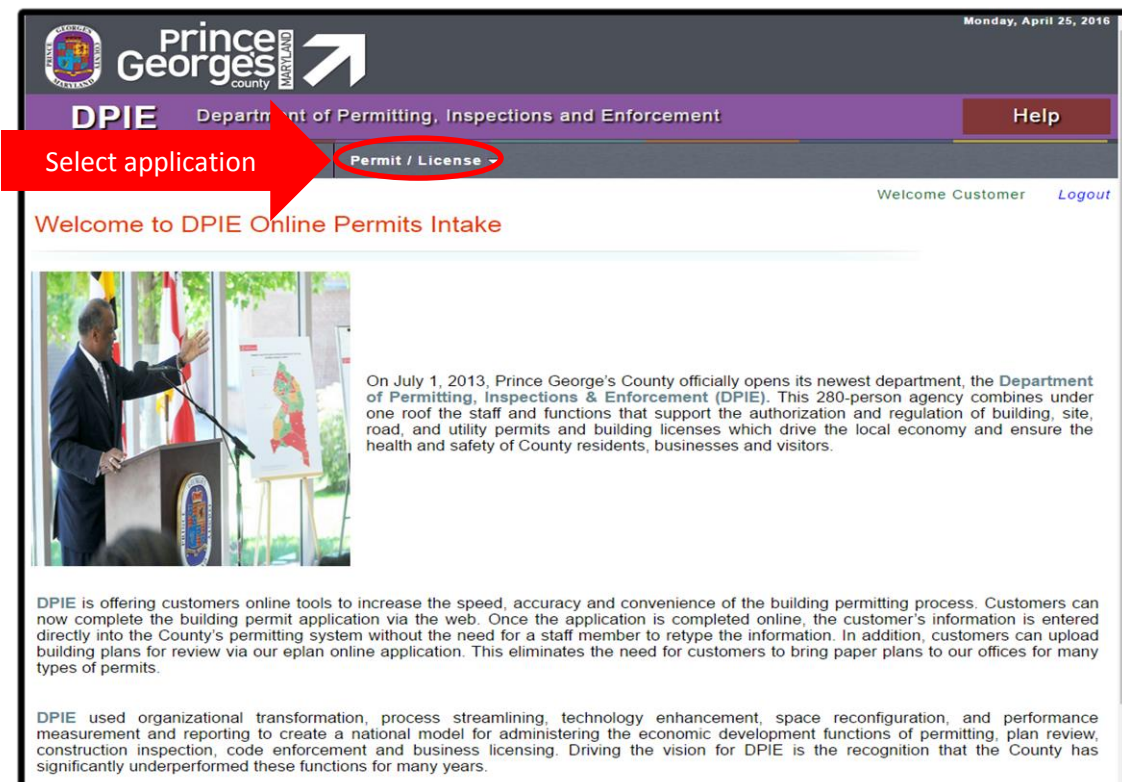 Monday, April 25, 2016
Prince
Georges
county
MARYLAND
DPIE Department of Permitting, Inspections and Enforcement Help
Select application
Permit / License
Welcome Customer Logout
Welcome to DPIE Online Permits Intake
On July 1, 2013, Prince George's County officially opens its newest department, the Department
of Permitting, Inspections & Enforcement (DPIE). This 280-person agency combines under
one roof the staff and functions that support the authorization and regulation of building, site,
road, and utility permits and building licenses which drive the local economy and ensure the
health and safety of County residents, businesses and visitors.
DPIE is offering customers online tools to increase the speed, accuracy and convenience of the building permitting process. Customers can
now complete the building permit application via the web. Once the application is completed online, the customer's information is entered
directly into the County's permitting system without the need for a staff member to retype the information. In addition, customers can upload
building plans for review via our eplan online application. This eliminates the need for customers to bring paper plans to our offices for many
types of permits.
DPIE used organizational transformation, process streamlining, technology enhancement, space reconfiguration, and performance
measurement and reporting to create a national model for administering the economic development functions of permitting, plan review,
construction inspection, code enforcement and business licensing. Driving the vision for DPIE is the recognition that the County has
significantly underperformed these functions for many years.